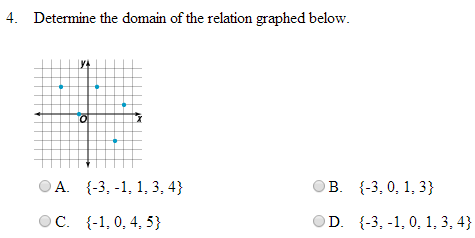 4. Determine the domain of the relation graphed below.
y
O
x
A. {-3, -1, 1, 3, 4}
B. {-3, 0, 1, 3}
C. {-1, 0, 4, 5}
D. {-3, -1, 0, 1, 3, 4}